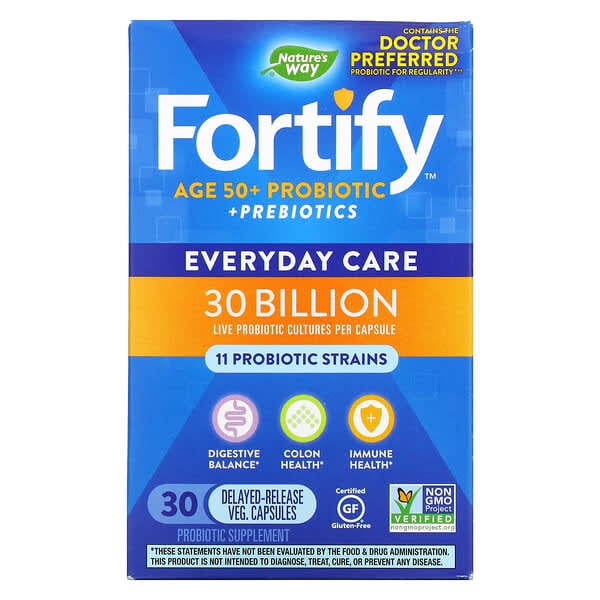 CONTAINS THE
DOCTOR
PREFERRED
PROBIOTIC FOR REGULARITY***
Nature's
WAY
Fortify™
AGE 50+ PROBIOTIC
+PREBIOTICS
EVERYDAY CARE
30 BILLION
LIVE PROBIOTIC CULTURES PER CAPSULE
11 PROBIOTIC STRAINS
DIGESTIVE
BALANCE*
COLON
HEALTH*
IMMUNE
HEALTH*
30 DELAYED-RELEASE
VEG. CAPSULES
PROBIOTIC SUPPLEMENT
Certified
GF
Gluten-Free
NON
GMO
Project
VERIFIED
nongmoproject.org
*THESE STATEMENTS HAVE NOT BEEN EVALUATED BY THE FOOD & DRUG ADMINISTRATION.
THIS PRODUCT IS NOT INTENDED TO DIAGNOSE, TREAT, CURE, OR PREVENT ANY DISEASE.